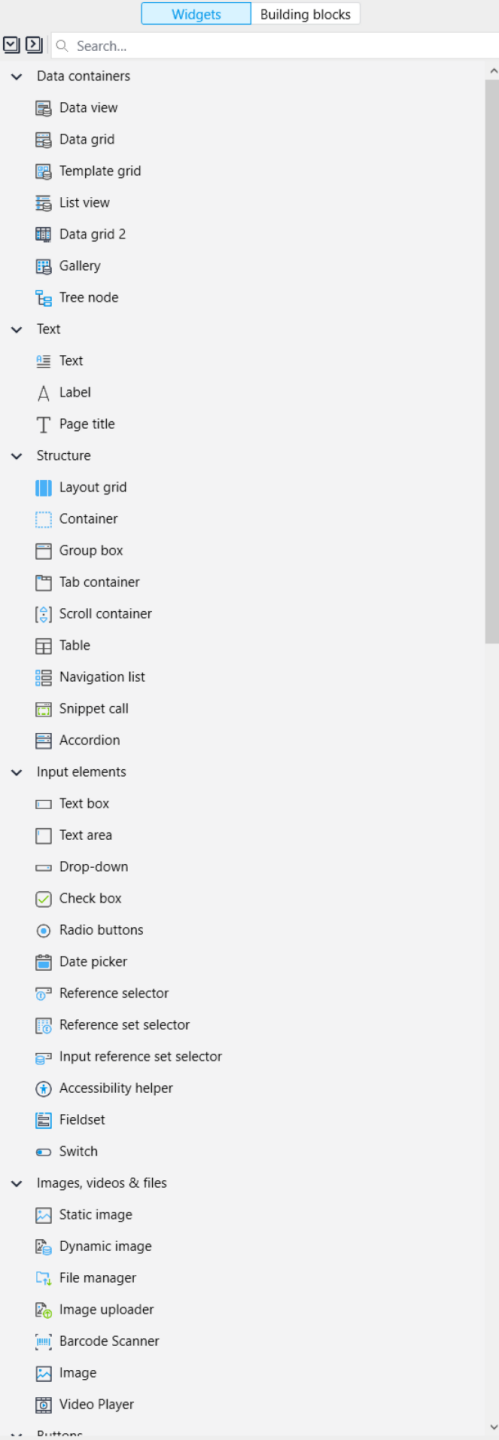 Widgets
Building blocks
Search...
Data containers
Data view
Data grid
Template grid
List view
Data grid 2
Gallery
Tree node
Text
Text
Label
Page title
Structure
Layout grid
Container
Group box
Tab container
Scroll container
Table
Navigation list
Snippet call
Accordion
Input elements
Text box
Text area
Drop-down
Check box
Radio buttons
Date picker
Reference selector
Reference set selector
Input reference set selector
Accessibility helper
Fieldset
Switch
Images, videos & files
Static image
Dynamic image
File manager
Image uploader
Barcode Scanner
Image
Video Player
Buttons